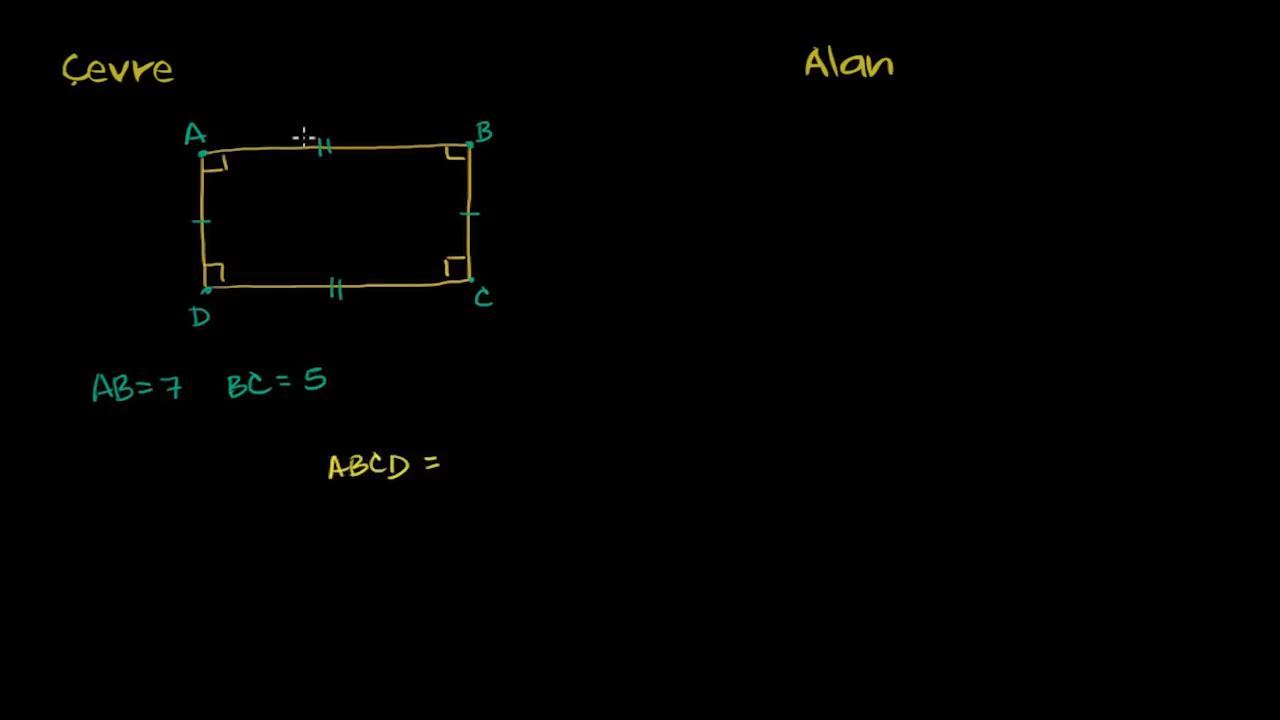 Çevre
Alan
A
B
D
C
AB=7 BC=5
ABCD=